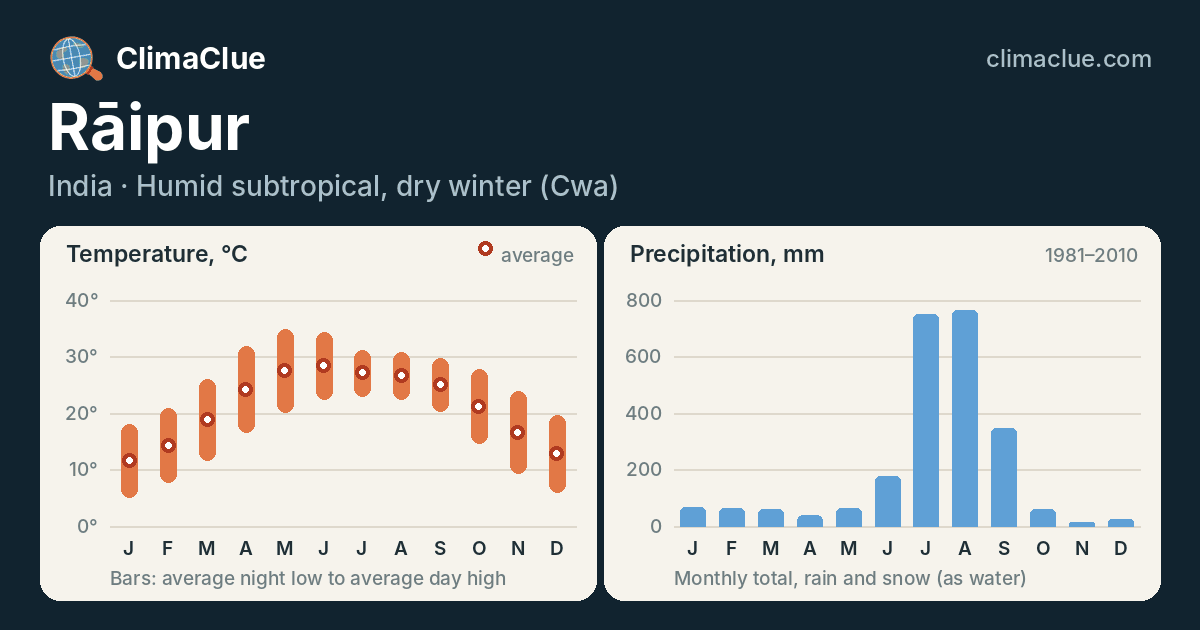 ClimaClue
climaclue.com
Rāipur
India · Humid subtropical, dry winter (Cwa)
Temperature, °C
average
40°
30°
20°
10°
0°
J F M A M J J A S O N D
Bars: average night low to average day high
Precipitation, mm
1981–2010
800
600
400
200
0
J F M A M J J A S O N D
Monthly total, rain and snow (as water)